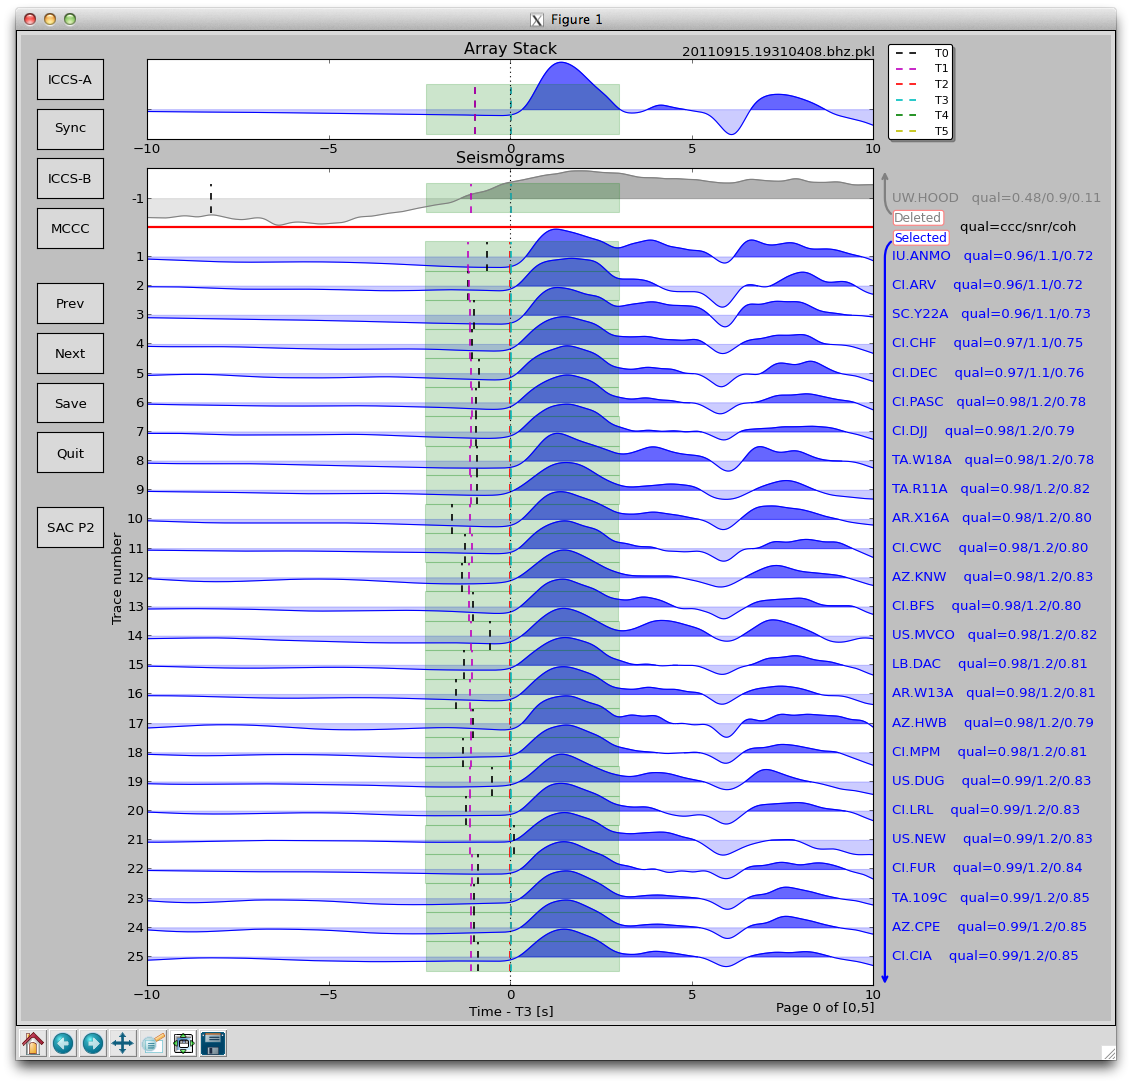 Figure 1
Array Stack
20110915.19310408.bhz.pkl
ICCS-A
Sync
ICCS-B
MCCC
Prev
Next
Save
Quit
SAC P2
T0
T1
T2
T3
T4
T5
−10 −5 0 5 10
Seismograms
-1 UW.HOOD qual=0.48/0.9/0.11
Deleted
qual=ccc/snr/coh
Selected
1 IU.ANMO qual=0.96/1.1/0.72
2 CI.ARV qual=0.96/1.1/0.72
3 SC.Y22A qual=0.96/1.1/0.73
4 CI.CHF qual=0.97/1.1/0.75
5 CI.DEC qual=0.97/1.1/0.76
6 CI.PASC qual=0.98/1.2/0.78
7 CI.DJJ qual=0.98/1.2/0.79
8 TA.W18A qual=0.98/1.2/0.78
9 TA.R11A qual=0.98/1.2/0.82
10 AR.X16A qual=0.98/1.2/0.80
11 CI.CWC qual=0.98/1.2/0.80
12 AZ.KNW qual=0.98/1.2/0.83
13 CI.BFS qual=0.98/1.2/0.80
14 US.MVCO qual=0.98/1.2/0.82
15 LB.DAC qual=0.98/1.2/0.81
16 AR.W13A qual=0.98/1.2/0.81
17 AZ.HWB qual=0.98/1.2/0.79
18 CI.MPM qual=0.98/1.2/0.81
19 US.DUG qual=0.99/1.2/0.83
20 CI.LRL qual=0.99/1.2/0.83
21 US.NEW qual=0.99/1.2/0.83
22 CI.FUR qual=0.99/1.2/0.84
23 TA.109C qual=0.99/1.2/0.85
24 AZ.CPE qual=0.99/1.2/0.85
25 CI.CIA qual=0.99/1.2/0.85
Trace number
−10 −5 0 5 10
Time - T3 [s]
Page 0 of [0,5]